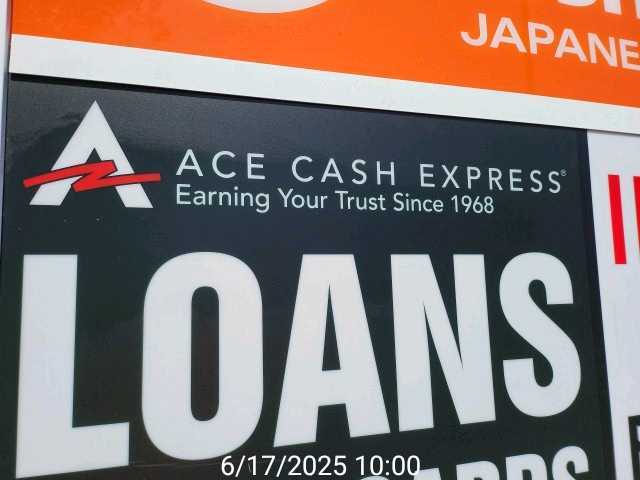 JAPANE
ACE CASH EXPRESS®
Earning Your Trust Since 1968
LOANS
6/17/2025 10:00